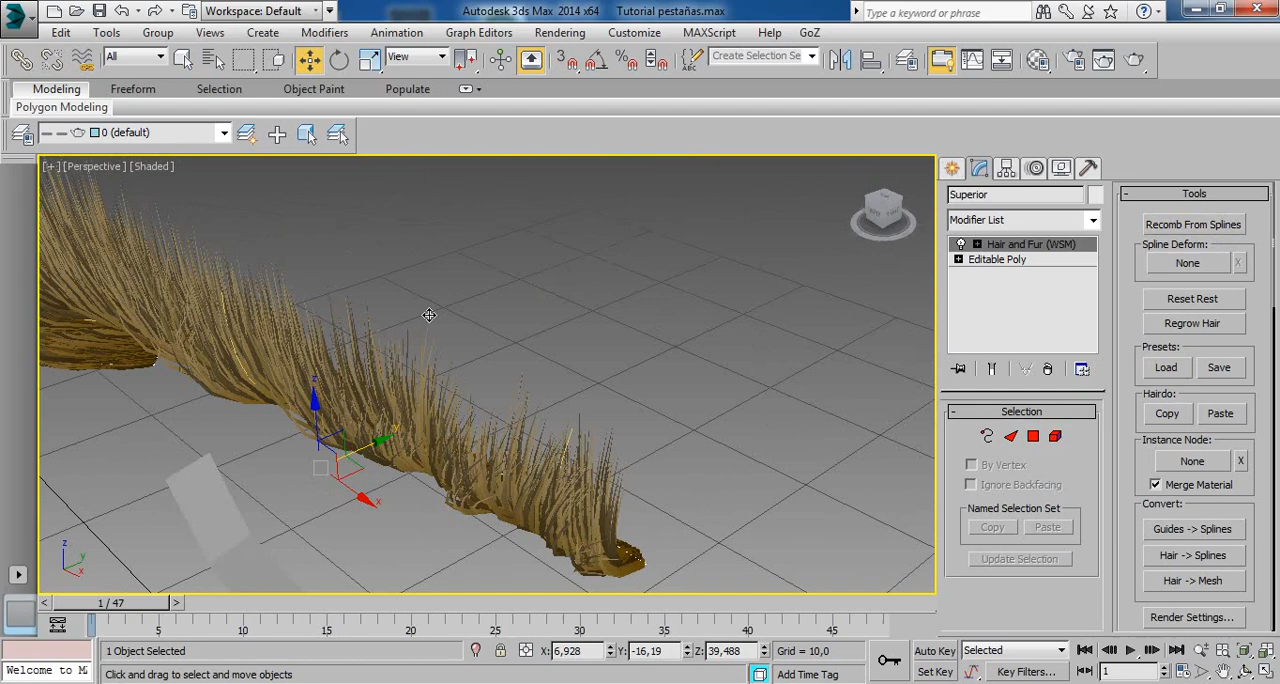 Workspace: Default
Autodesk 3ds Max 2014 x64 Tutorial pestañas.max
Type a keyword or phrase
Edit Tools Group Views Create Modifiers Animation Graph Editors Rendering Customize MAXScript Help GoZ
All View Create Selection Se
Modeling Freeform Selection Object Paint Populate
Polygon Modeling
0 (default)
[+] [Perspective] [Shaded]
Superior
Modifier List
Hair and Fur (WSM)
Editable Poly
Selection
By Vertex
Ignore Backfacing
Named Selection Set
Copy Paste
Update Selection
Tools
Recomb From Splines
Spline Deform:
None X
Reset Rest
Regrow Hair
Presets:
Load Save
Hairdo:
Copy Paste
Instance Node:
None X
Merge Material
Convert:
Guides -> Splines
Hair -> Splines
Hair -> Mesh
Render Settings...
z y x
z y x
< 1 / 47 >
5 10 15 20 25 30 35 40 45
1 Object Selected X: 6,928 Y: -16,19 Z: 39,488 Grid = 10,0 Auto Key Selected
Welcome to M Click and drag to select and move objects Add Time Tag Set Key Key Filters... 1